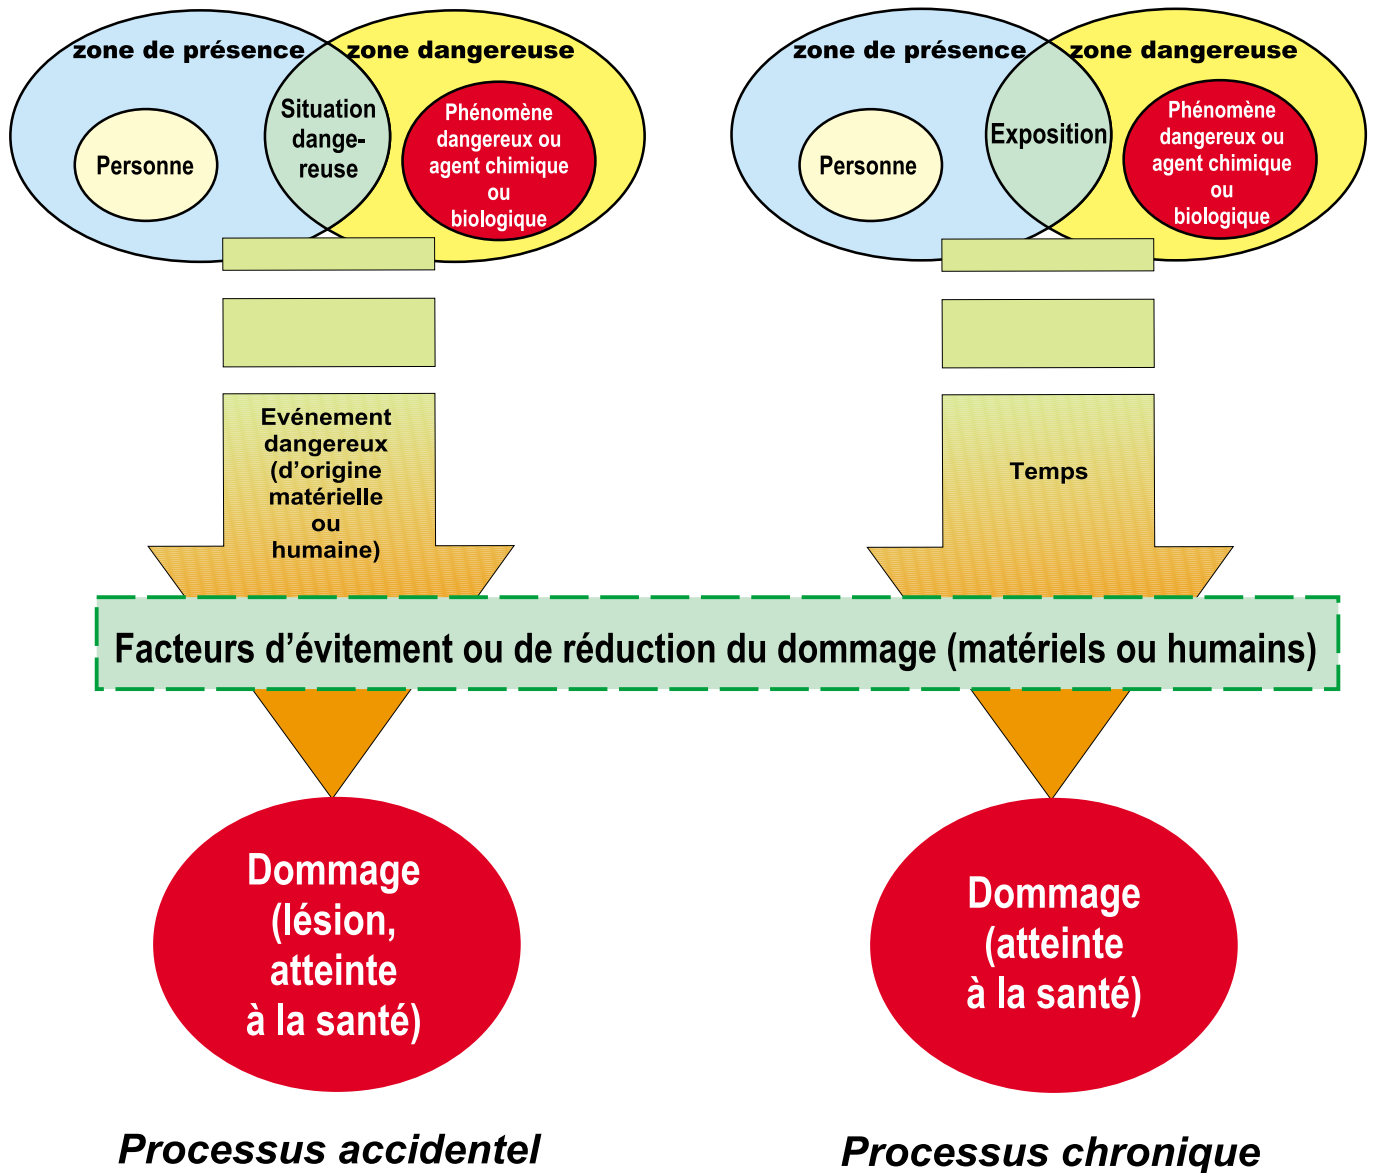 zone de présence
zone dangereuse
Situation
dange-
reuse
Personne
Phénomène
dangereux ou
agent chimique
ou
biologique
Evénement
dangereux
(d’origine
matérielle
ou
humaine)
zone de présence
zone dangereuse
Exposition
Personne
Phénomène
dangereux ou
agent chimique
ou
biologique
Temps
Facteurs d’évitement ou de réduction du dommage (matériels ou humains)
Dommage
(lésion,
atteinte
à la santé)
Dommage
(atteinte
à la santé)
Processus accidentel
Processus chronique